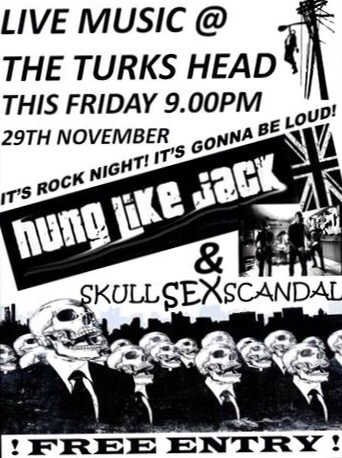 LIVE MUSIC @
THE TURKS HEAD
THIS FRIDAY 9.00PM
29TH NOVEMBER
IT'S ROCK NIGHT! IT'S GONNA BE LOUD!
hung like jack
&
SKULL SEX SCANDAL
! FREE ENTRY !